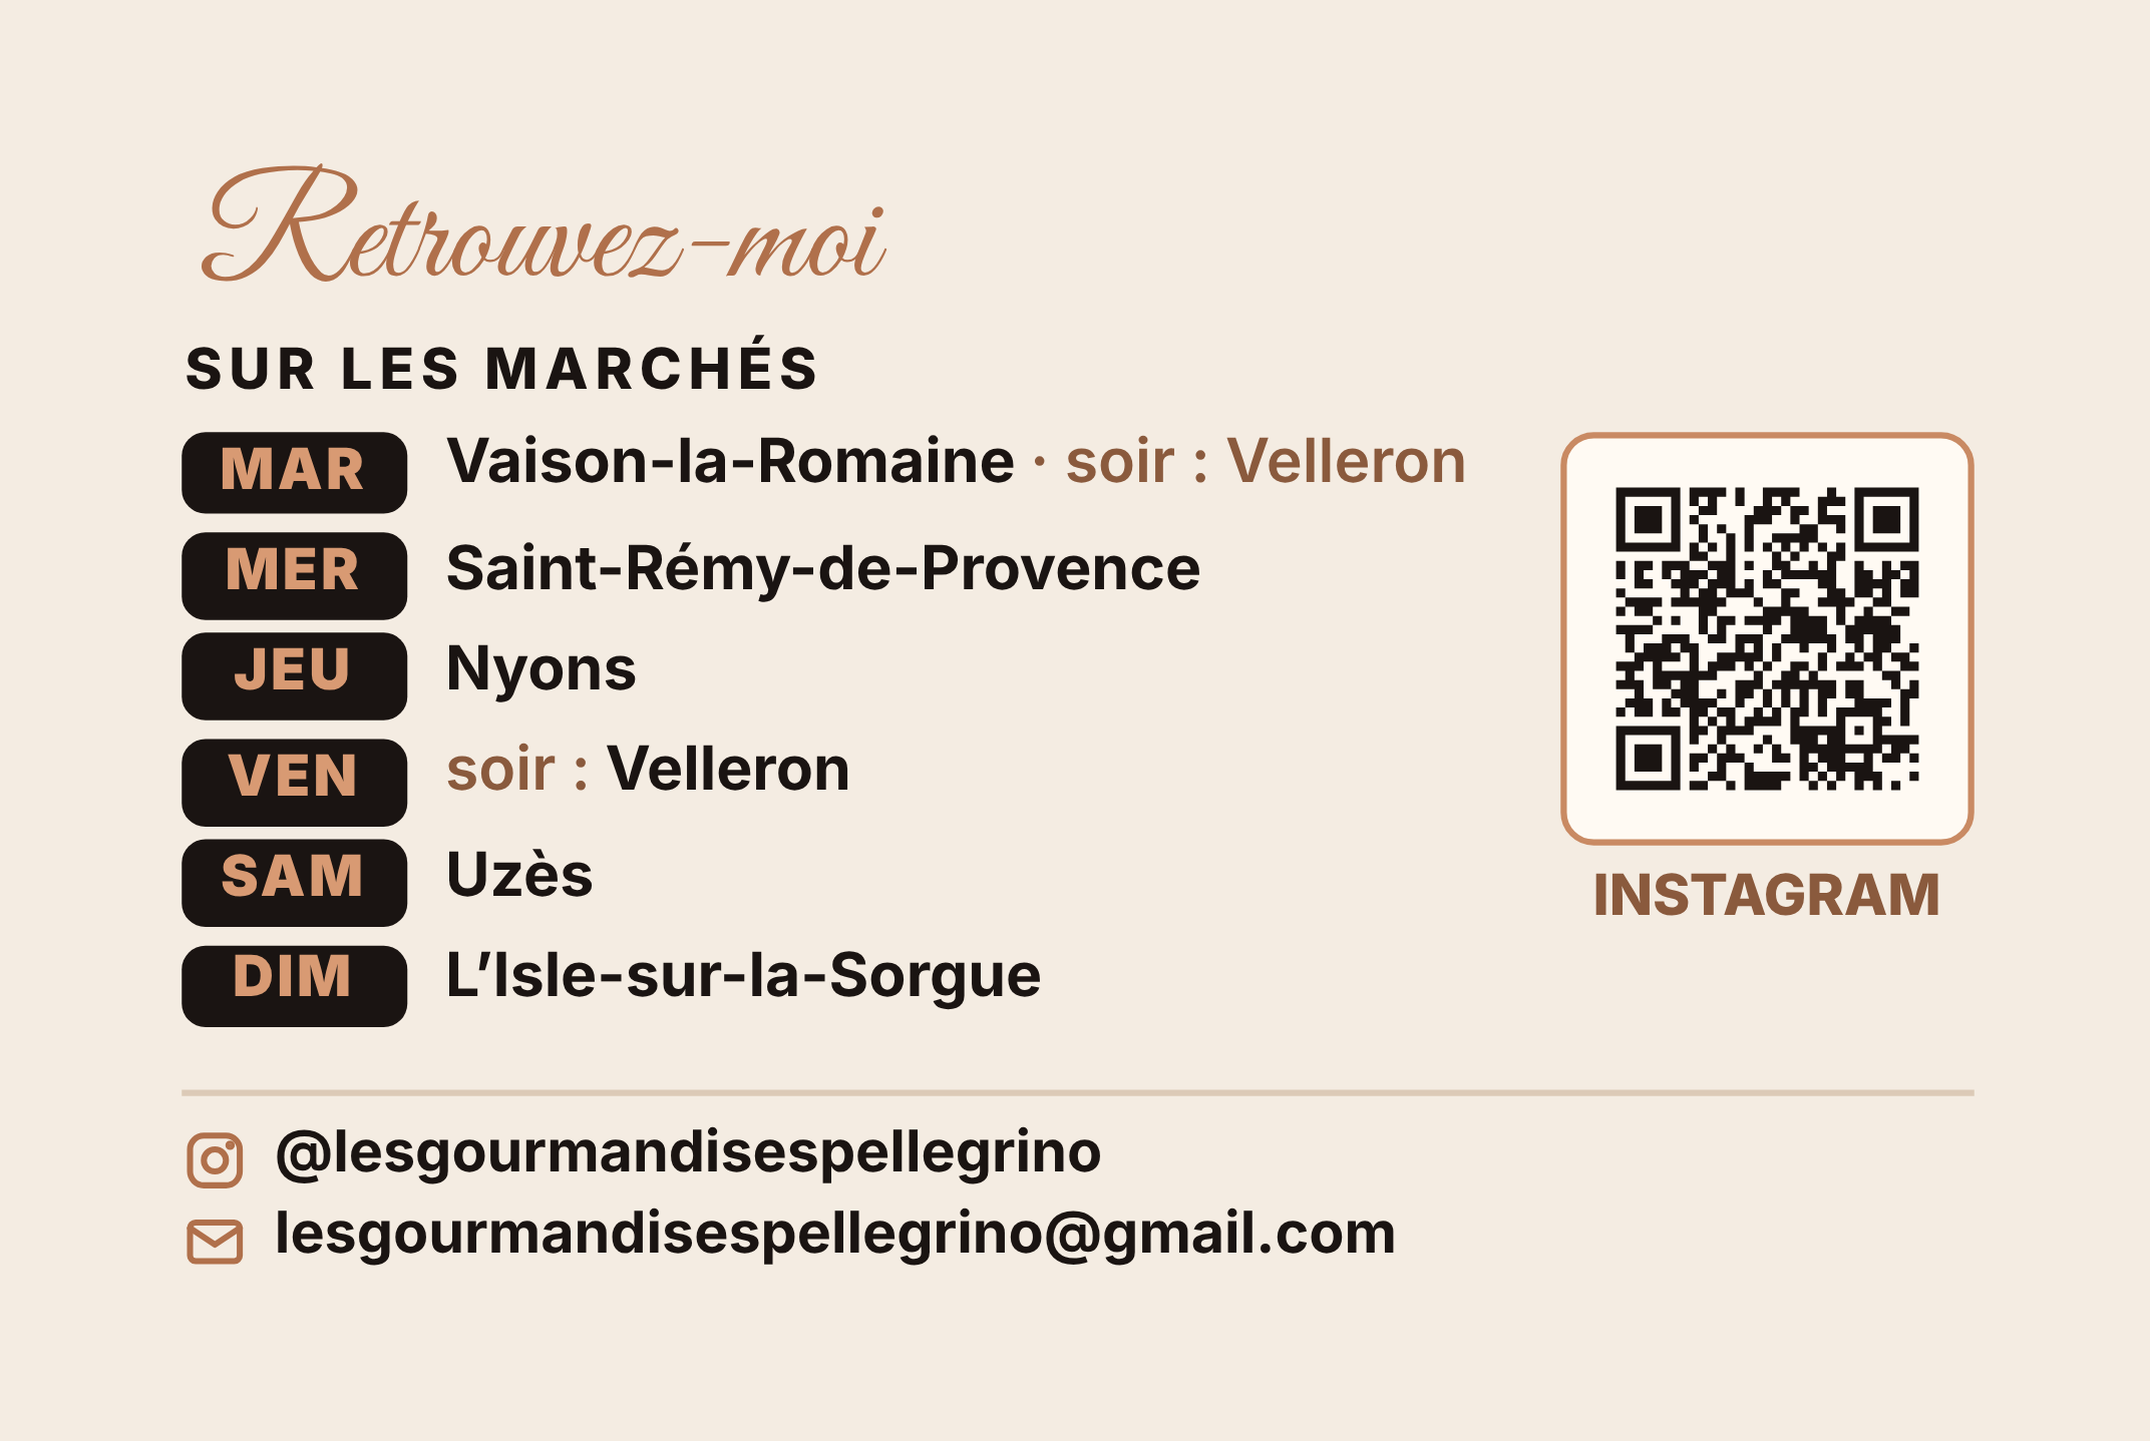 Retrouvez-moi
SUR LES MARCHÉS
MAR Vaison-la-Romaine · soir : Velleron
MER Saint-Rémy-de-Provence
JEU Nyons
VEN soir : Velleron
SAM Uzès
DIM L’Isle-sur-la-Sorgue
INSTAGRAM
@lesgourmandisespellegrino
lesgourmandisespellegrino@gmail.com